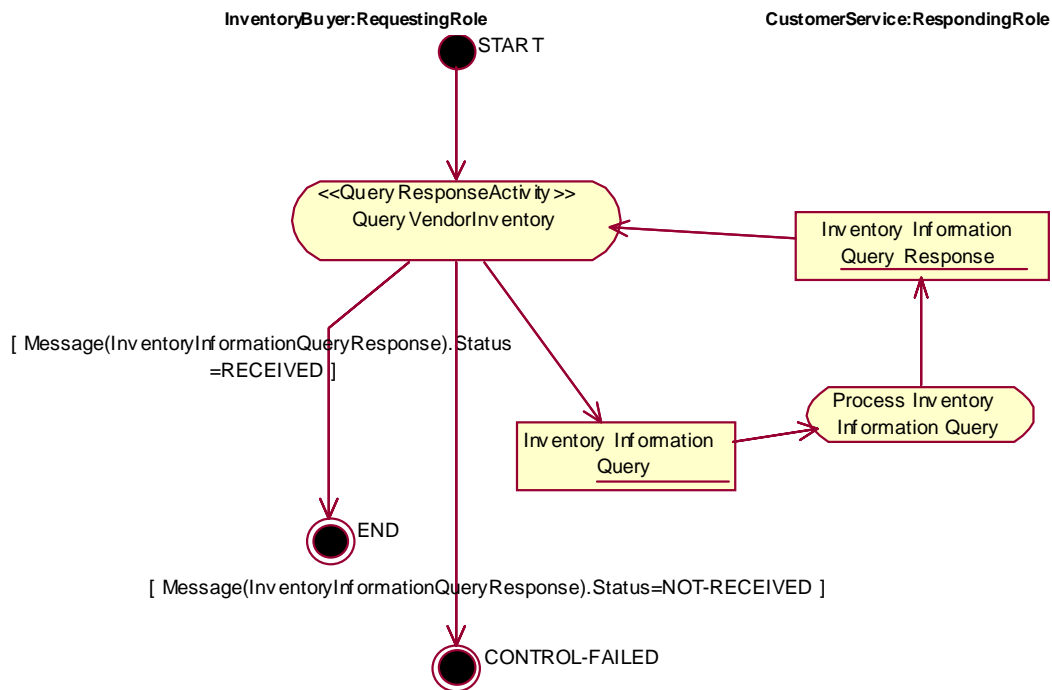 InventoryBuyer:RequestingRole
CustomerService:RespondingRole
START
<<QueryResponseActivity>>
QueryVendorInventory
Inventory Information
Query Response
[ Message(InventoryInformationQueryResponse).Status
=RECEIVED ]
Process Inventory
Information Query
Inventory Information
Query
END
[ Message(InventoryInformationQueryResponse).Status=NOT-RECEIVED ]
CONTROL-FAILED